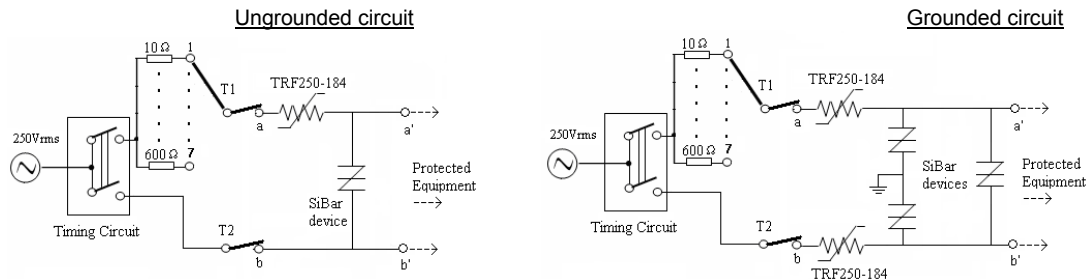 Ungrounded circuit
10 Ω
1
T1
TRF250-184
a
a'
250Vrms
600 Ω
7
SiBar
device
Protected
Equipment
Timing Circuit
T2
b
b'
Grounded circuit
10 Ω
1
T1
TRF250-184
a
a'
250Vrms
600 Ω
7
SiBar
devices
Protected
Equipment
Timing Circuit
T2
b
b'
TRF250-184